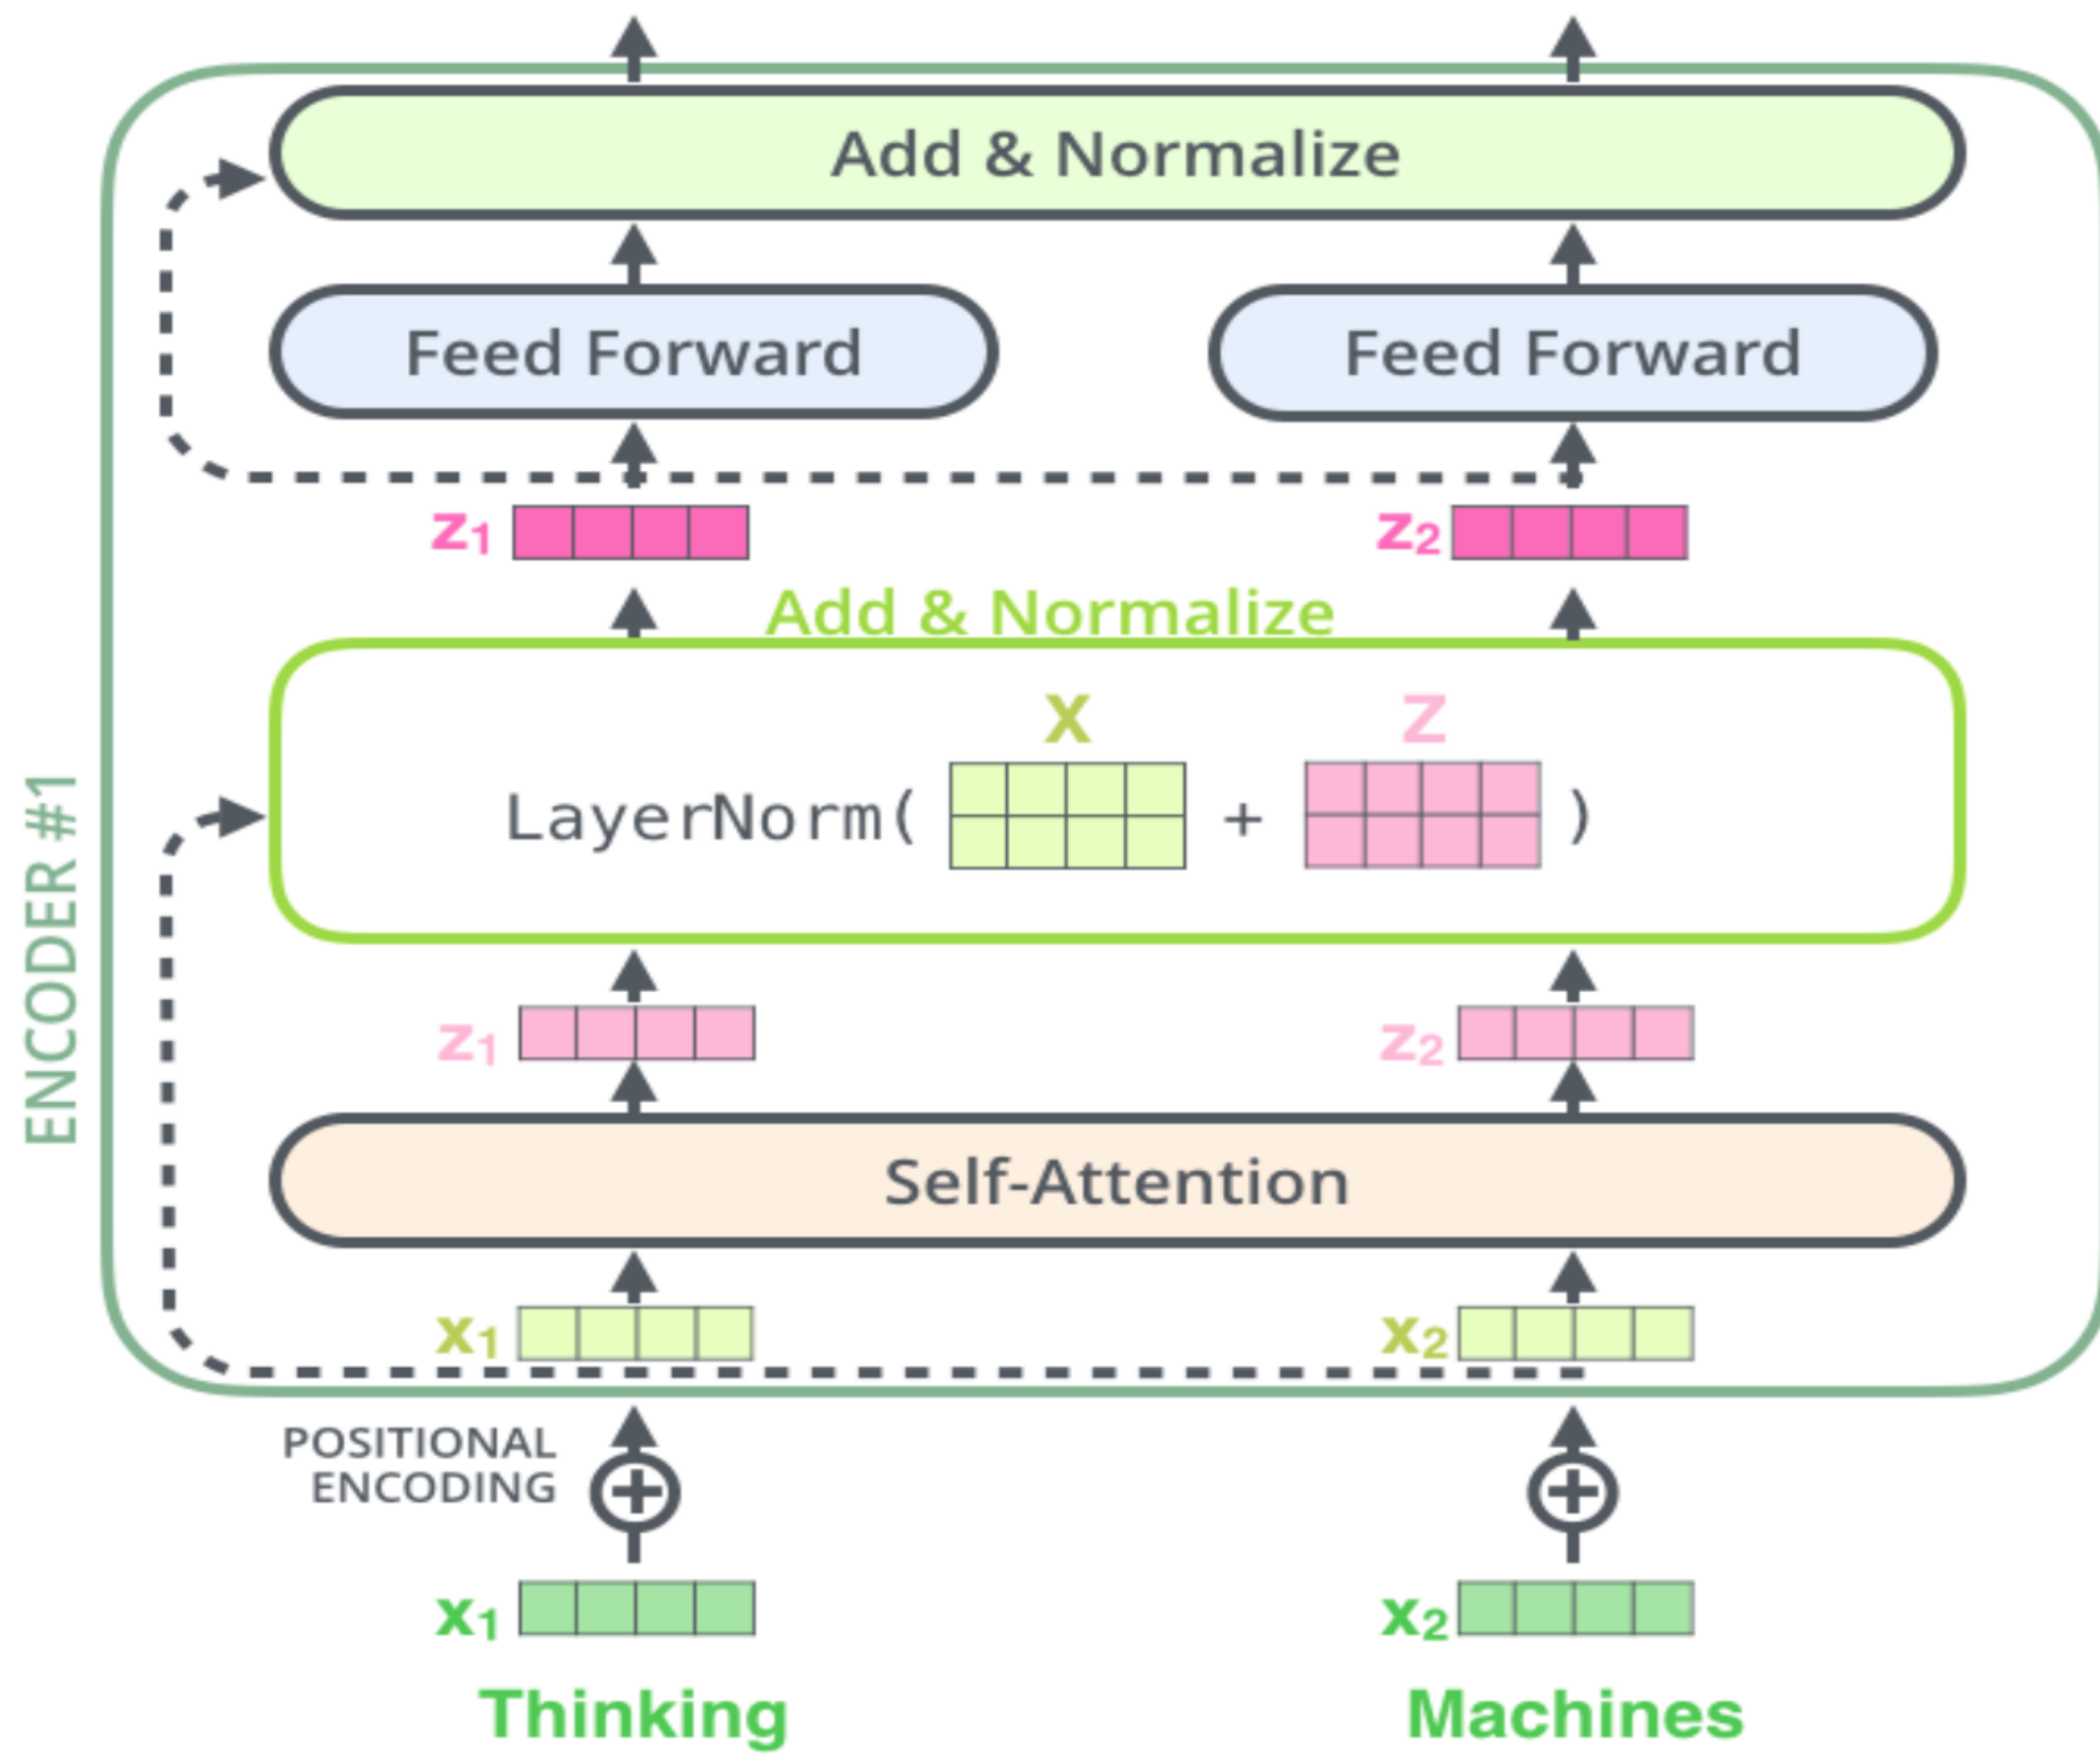 Add & Normalize
Feed Forward
Feed Forward
z1
z2
Add & Normalize
X
Z
LayerNorm( + )
ENCODER #1
z1
z2
Self-Attention
x1
x2
POSITIONAL
ENCODING
x1
x2
Thinking
Machines